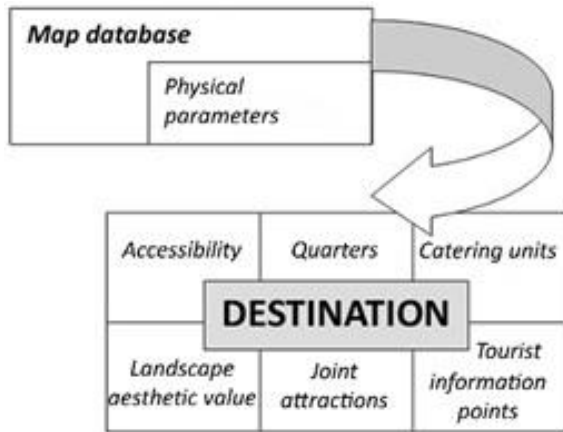 Map database
Physical
parameters
Accessibility
Quarters
Catering units
DESTINATION
Landscape
aesthetic value
Joint
attractions
Tourist
information
points